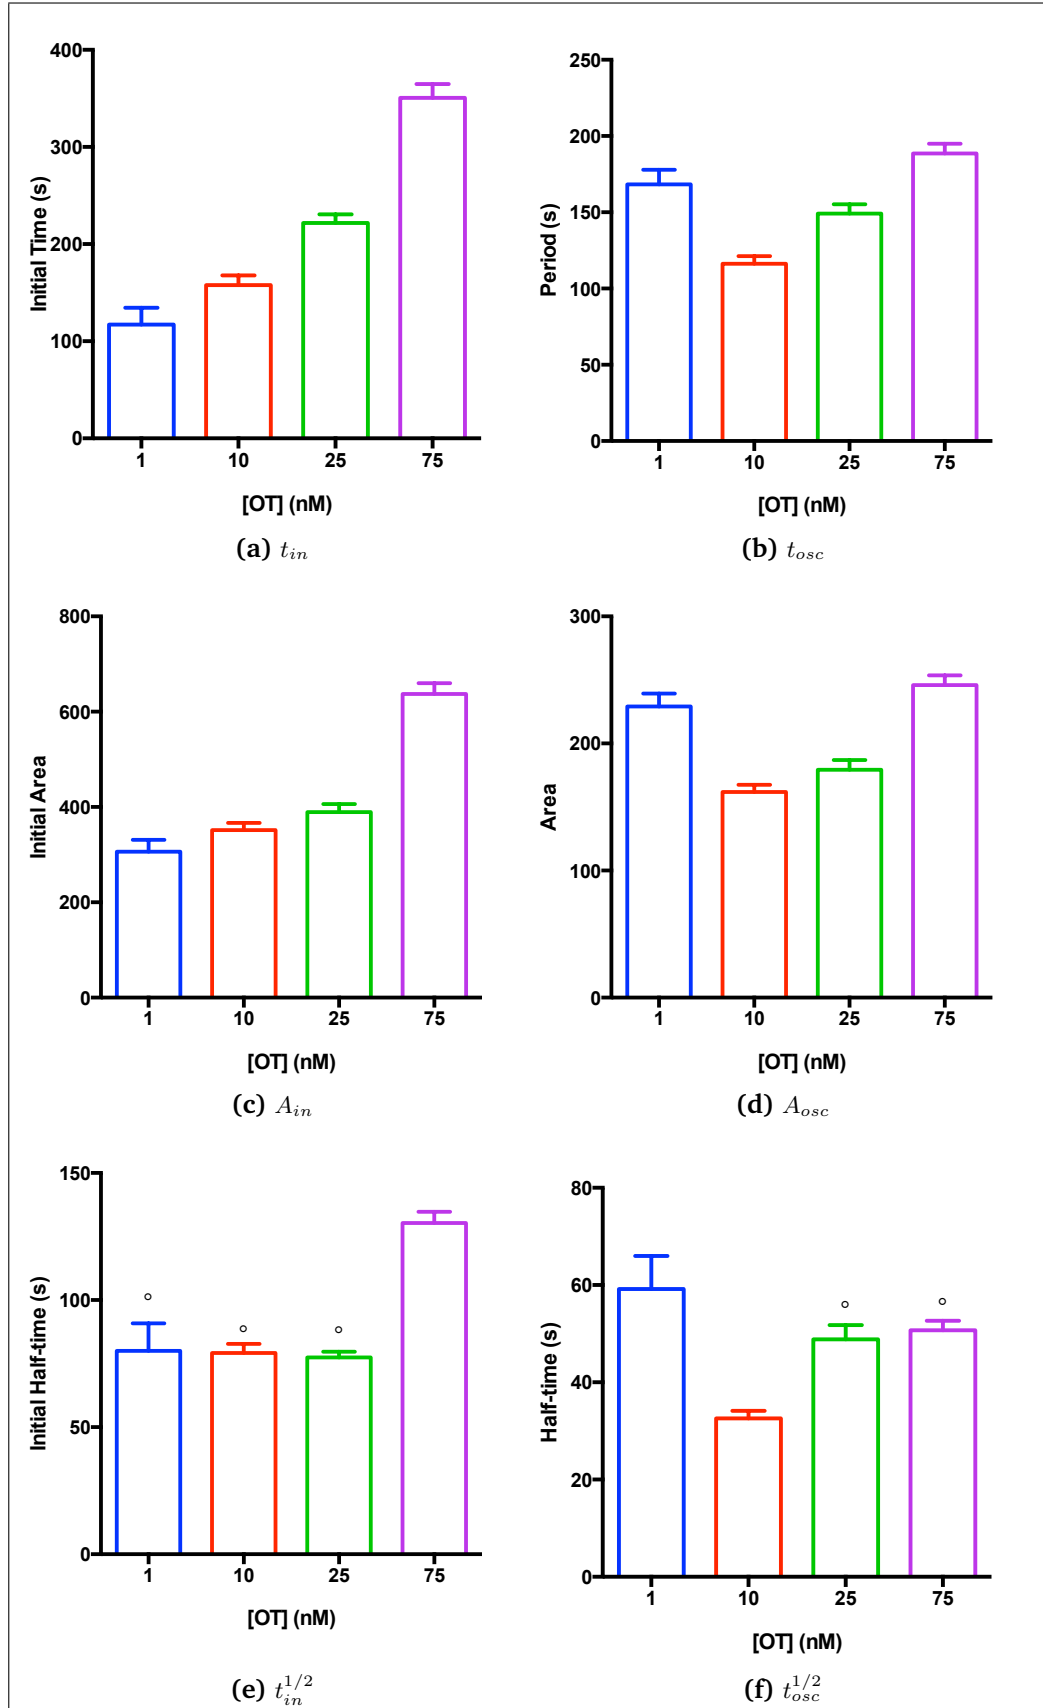 400
300
200
100
0
Initial Time (s)
1 10 25 75
[OT] (nM)
(a) t_in
250
200
150
100
50
0
Period (s)
1 10 25 75
[OT] (nM)
(b) t_osc
800
600
400
200
0
Initial Area
1 10 25 75
[OT] (nM)
(c) A_in
300
200
100
0
Area
1 10 25 75
[OT] (nM)
(d) A_osc
150
100
50
0
Initial Half-time (s)
1 10 25 75
[OT] (nM)
(e) t_in^1/2
80
60
40
20
0
Half-time (s)
1 10 25 75
[OT] (nM)
(f) t_osc^1/2